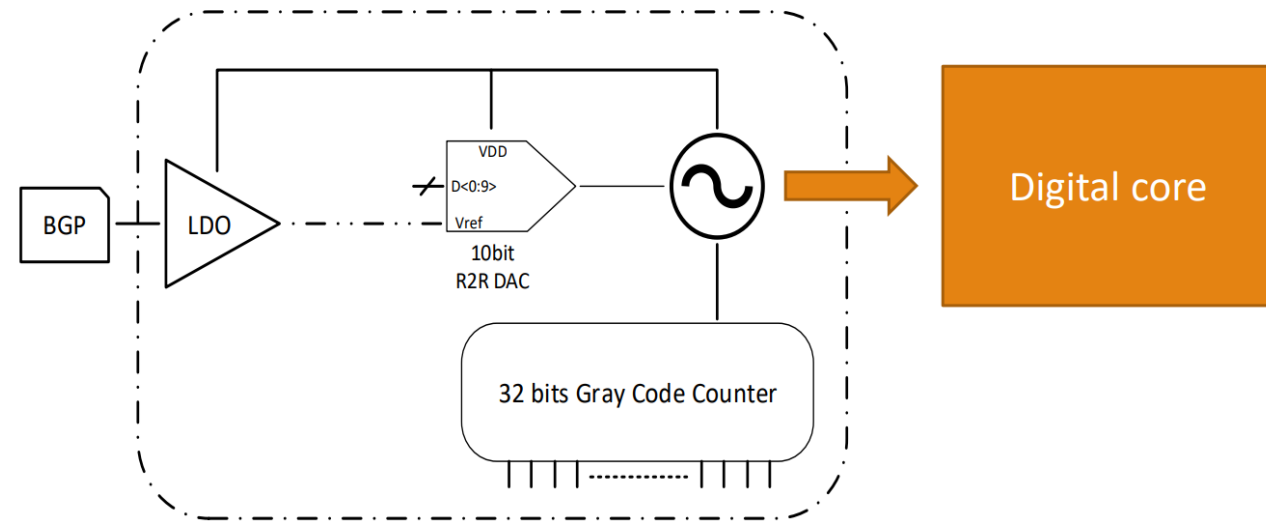 BGP
LDO
VDD
D<0:9>
Vref
10bit
R2R DAC
Digital core
32 bits Gray Code Counter